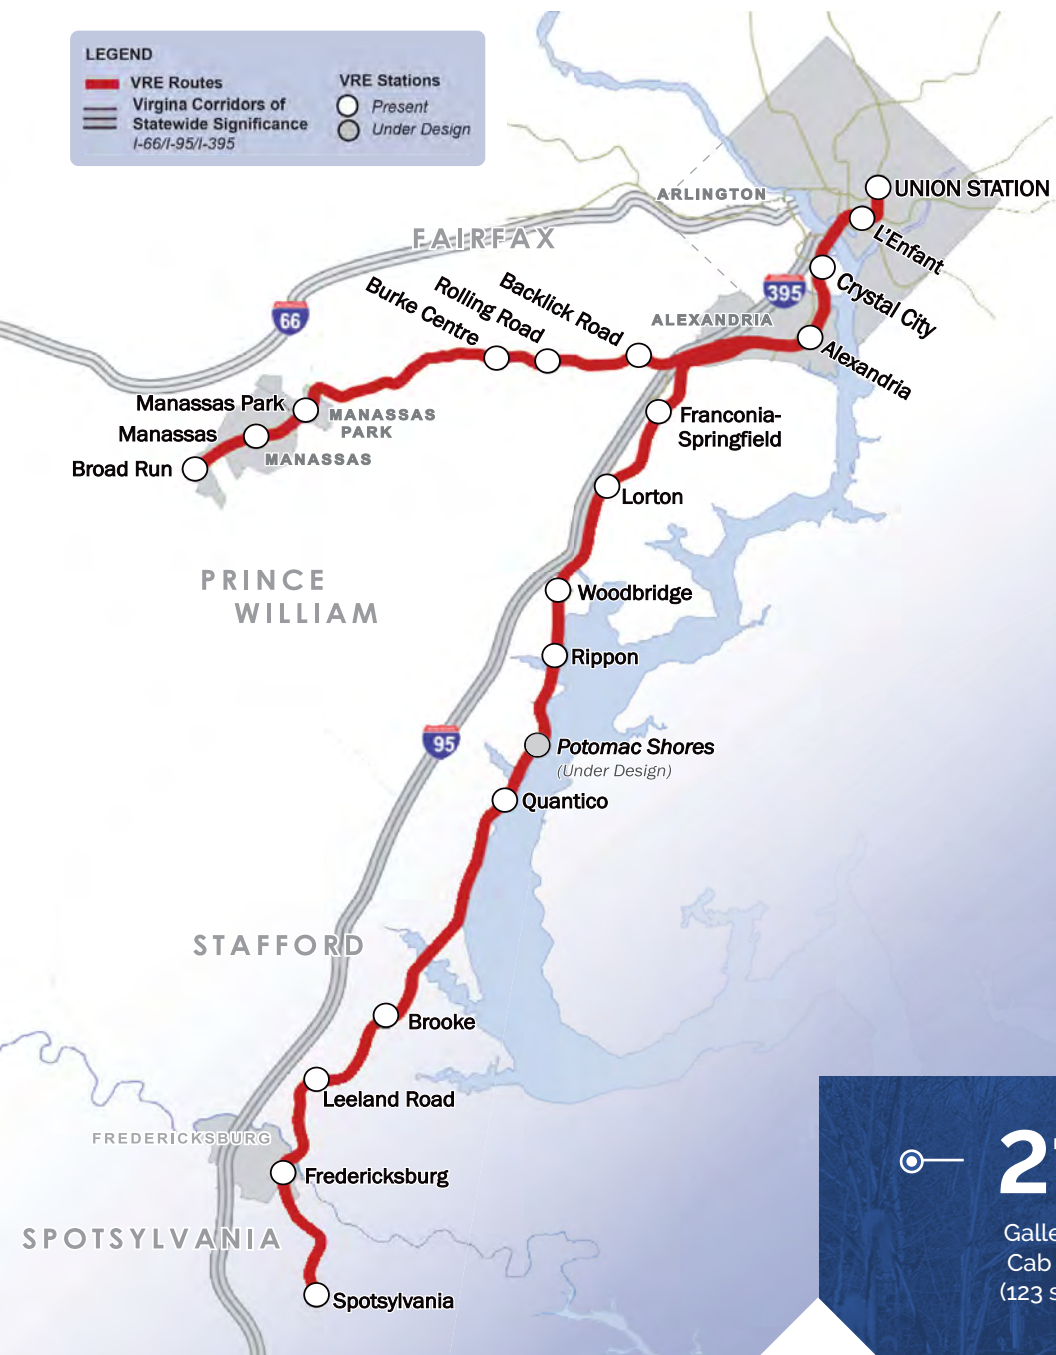 LEGEND
VRE Routes
Virgina Corridors of
Statewide Significance
I-66/I-95/I-395
VRE Stations
Present
Under Design
ARLINGTON
UNION STATION
L'Enfant
FAIRFAX
Crystal City
395
66
Backlick Road
Rolling Road
Burke Centre
ALEXANDRIA
Alexandria
Manassas Park
MANASSAS
PARK
Manassas
MANASSAS
Broad Run
Franconia-
Springfield
Lorton
PRINCE
WILLIAM
Woodbridge
Rippon
95
Potomac Shores
(Under Design)
Quantico
STAFFORD
Brooke
Leeland Road
FREDERICKSBURG
Fredericksburg
SPOTSYLVANIA
Spotsylvania
2
Galle
Cab
(123 s